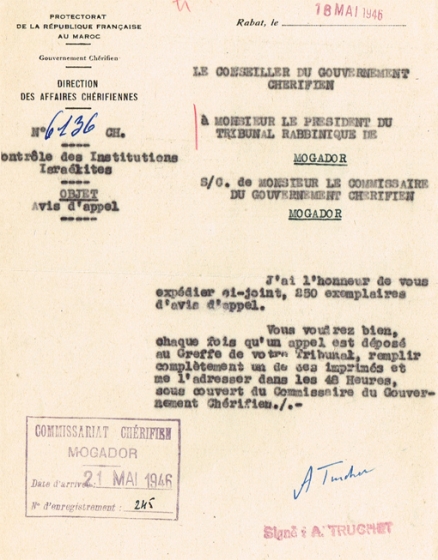 PROTECTORAT
DE LA RÉPUBLIQUE FRANÇAISE
AU MAROC
Gouvernement Chérifien
DIRECTION
DES AFFAIRES CHÉRIFIENNES
N° 6136 CH.
ontrôle des Institutions
Israélites
OBJET
Avis d'appel
Rabat, le 18 MAI 1946
LE CONSEILLER DU GOUVERNEMENT
CHERIFIEN
à MONSIEUR LE PRESIDENT DU
TRIBUNAL RABBINIQUE DE
MOGADOR
S/C. de MONSIEUR LE COMMISSAIRE
DU GOUVERNEMENT CHERIFIEN
MOGADOR
J'ai l'honneur de vous
expédier ci-joint, 250 exemplaires
d'avis d'appel.
Vous voudrez bien,
chaque fois qu'un appel est déposé
au Greffe de votre Tribunal, remplir
complètement un de ces imprimés et
me l'adresser dans les 48 Heures,
sous couvert du Commissaire du Gouver-
nement Chérifien./.-
COMMISSARIAT CHÉRIFIEN
MOGADOR
Date d'arrivée: 21 MAI 1946
N° d'enregistrement: 245
Signé : A. TRUCHET